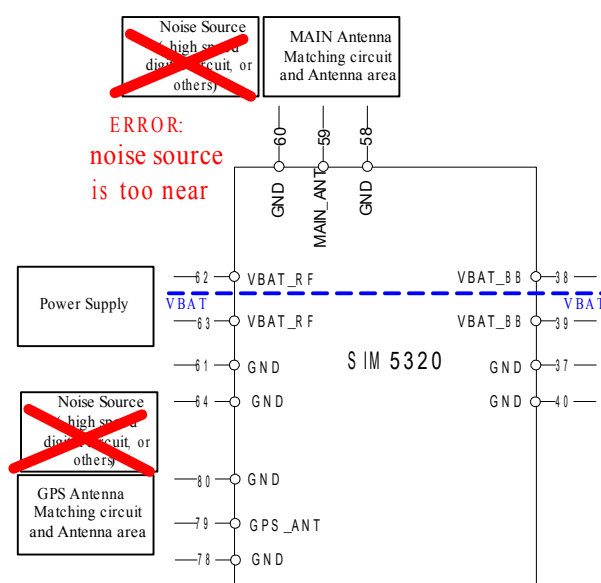 Noise Source
( high speed
digital circuit, or
others)
MAIN Antenna
Matching circuit
and Antenna area
ERROR:
noise source
is too near
60
59
58
GND
MAIN_ANT
GND
62 VBAT_RF
VBAT_BB 38
Power Supply
VBAT
VBAT
63 VBAT_RF
VBAT_BB 39
SIM 5320
61 GND
GND 37
64 GND
GND 40
Noise Source
( high speed
digital circuit, or
others)
80 GND
GPS Antenna
Matching circuit
and Antenna area
79 GPS_ANT
78 GND